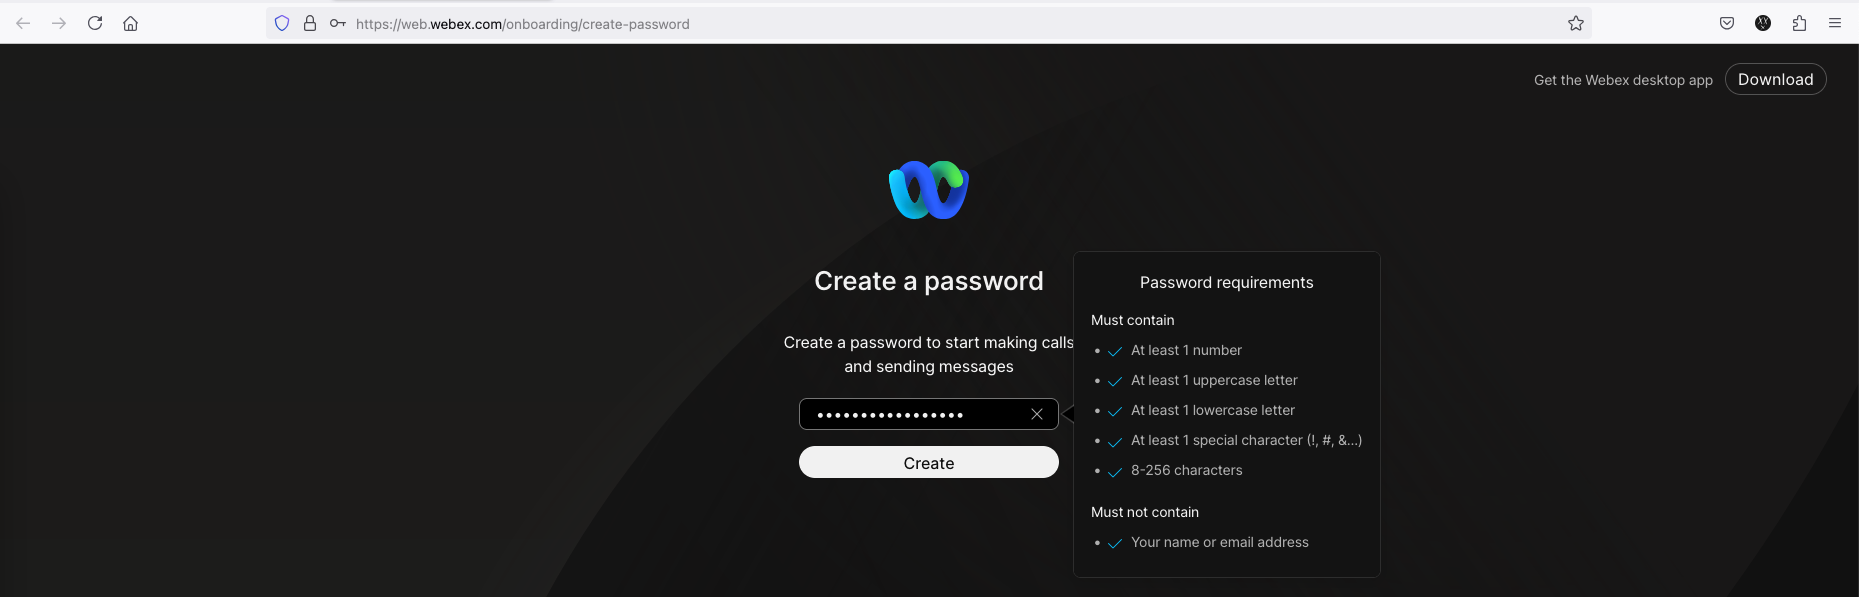 https://web.webex.com/onboarding/create-password
Get the Webex desktop app
Download
Create a password
Create a password to start making calls
and sending messages
•••••••••••••••••
Create
Password requirements
Must contain
• At least 1 number
• At least 1 uppercase letter
• At least 1 lowercase letter
• At least 1 special character (!, #, &...)
• 8-256 characters
Must not contain
• Your name or email address